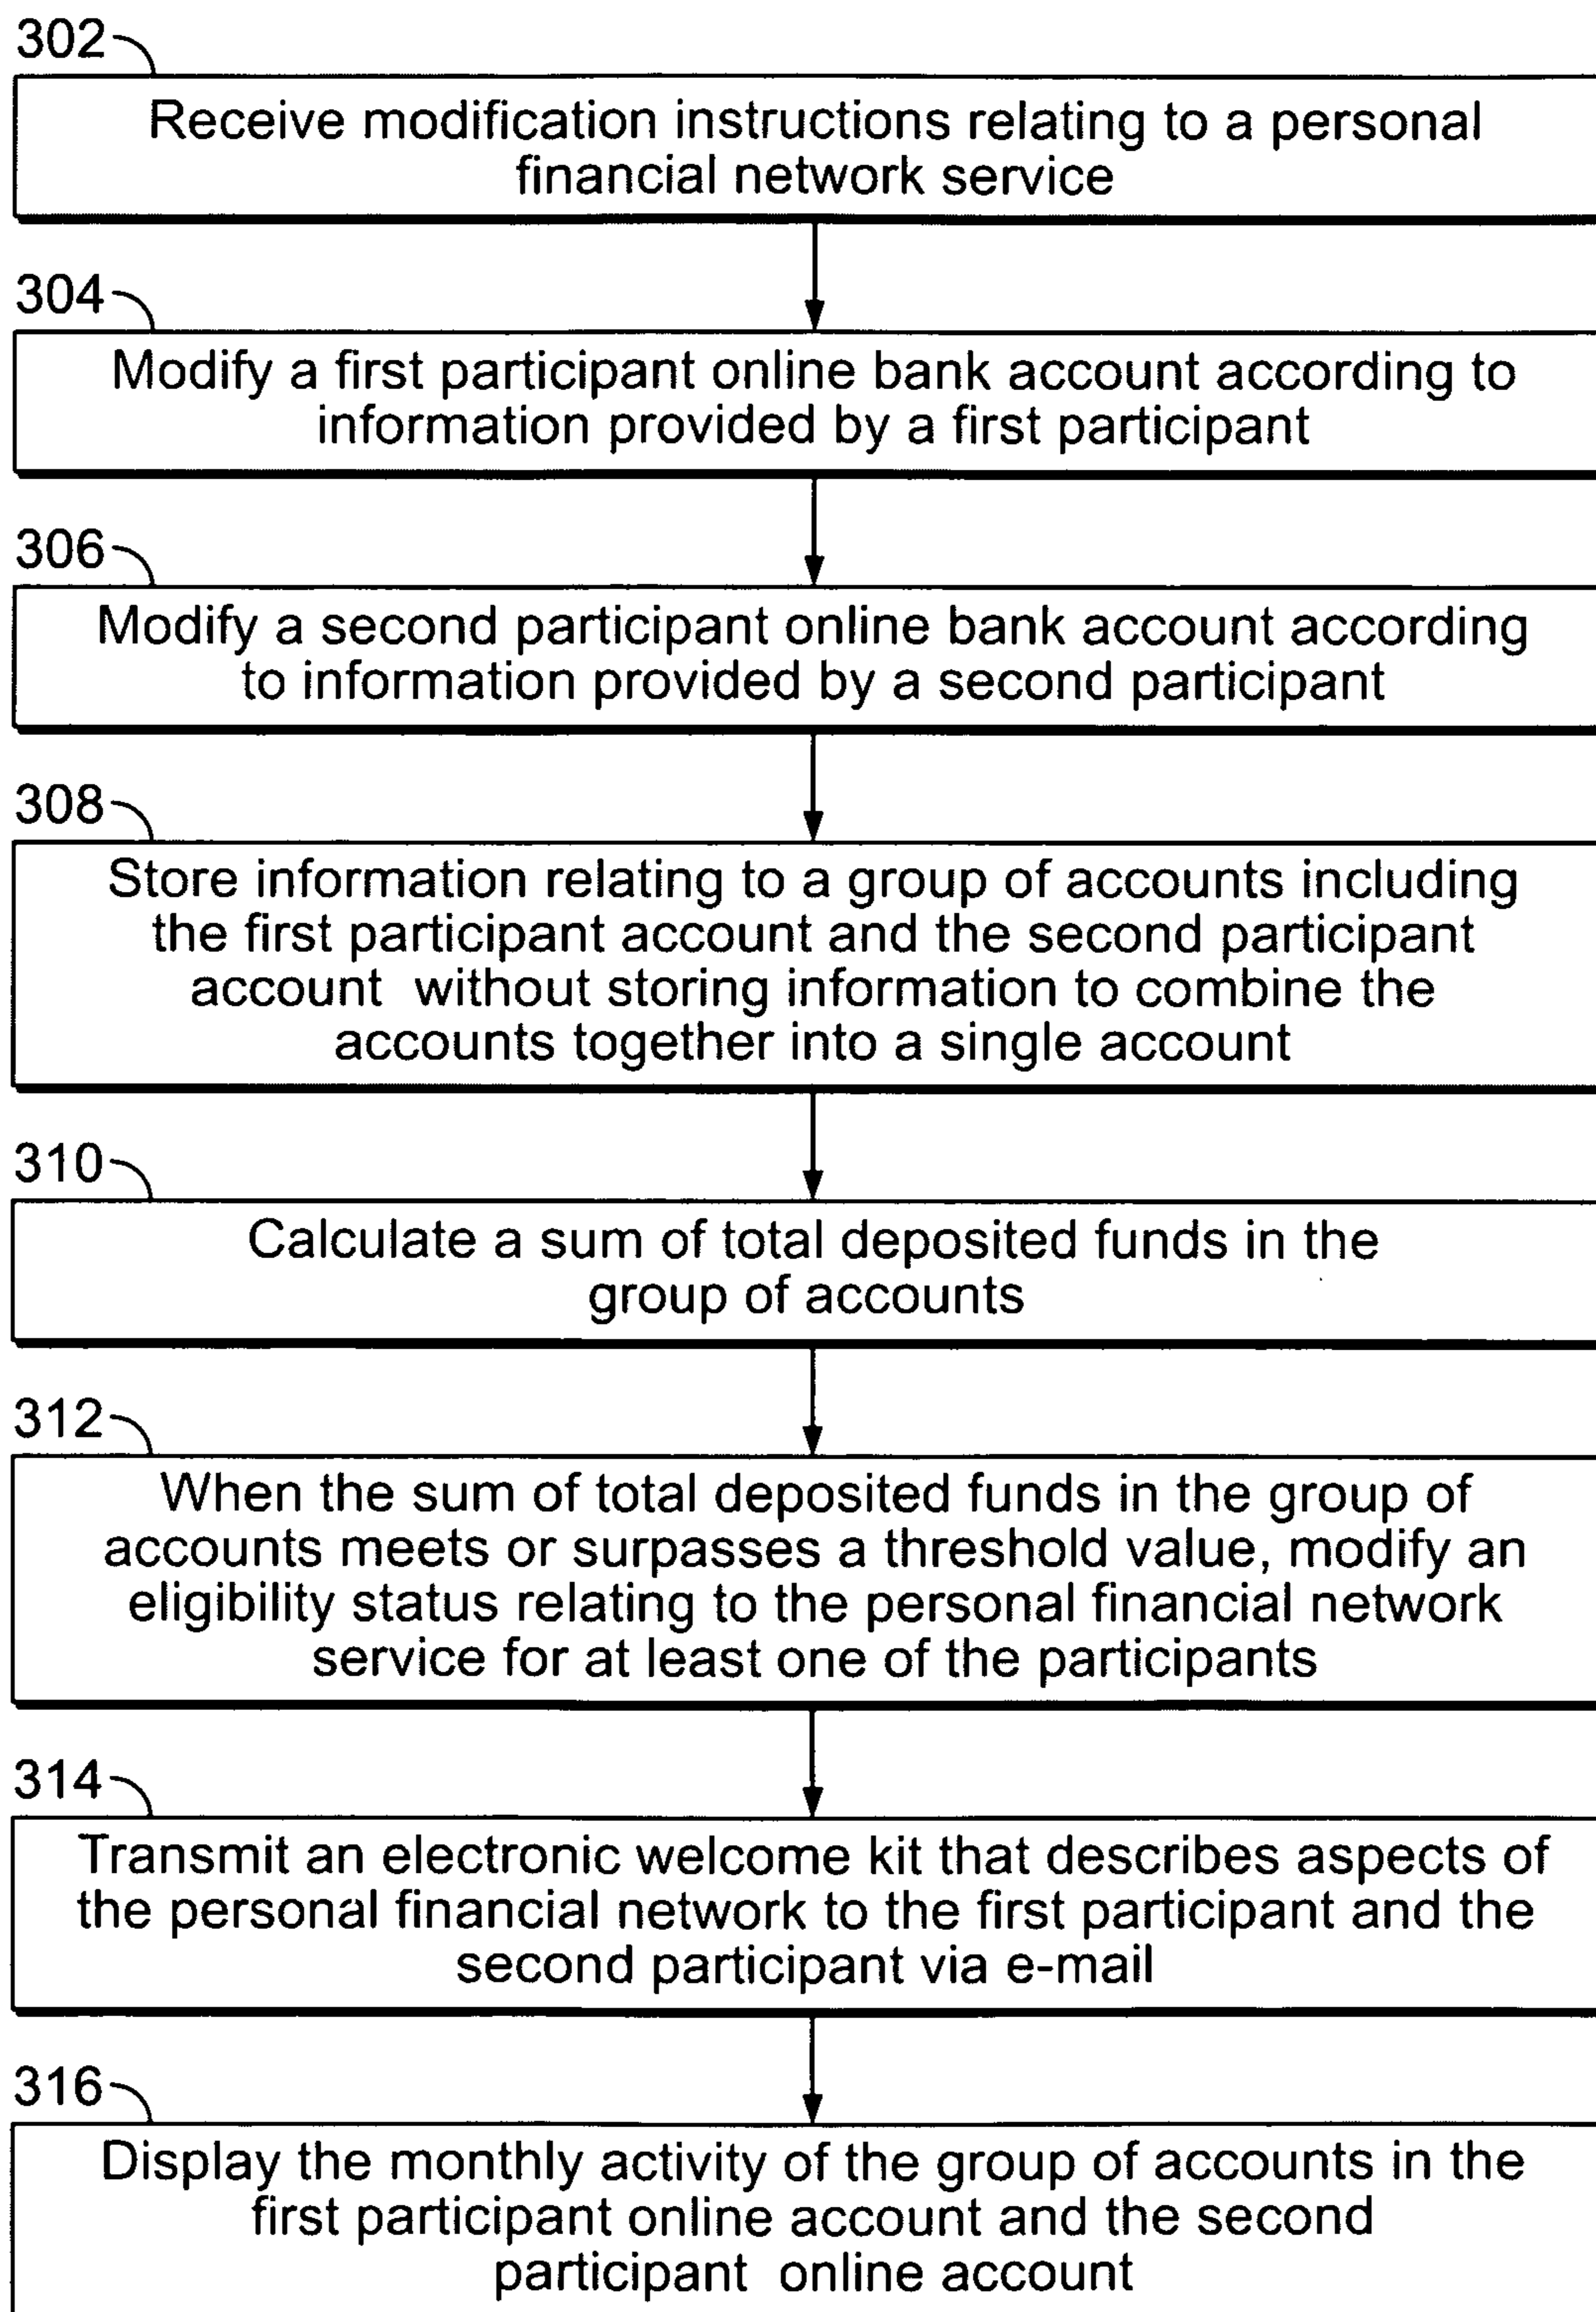 302
Receive modification instructions relating to a personal
financial network service
304
Modify a first participant online bank account according to
information provided by a first participant
306
Modify a second participant online bank account according
to information provided by a second participant
308
Store information relating to a group of accounts including
the first participant account and the second participant
account without storing information to combine the
accounts together into a single account
310
Calculate a sum of total deposited funds in the
group of accounts
312
When the sum of total deposited funds in the group of
accounts meets or surpasses a threshold value, modify an
eligibility status relating to the personal financial network
service for at least one of the participants
314
Transmit an electronic welcome kit that describes aspects of
the personal financial network to the first participant and the
second participant via e-mail
316
Display the monthly activity of the group of accounts in the
first participant online account and the second
participant online account